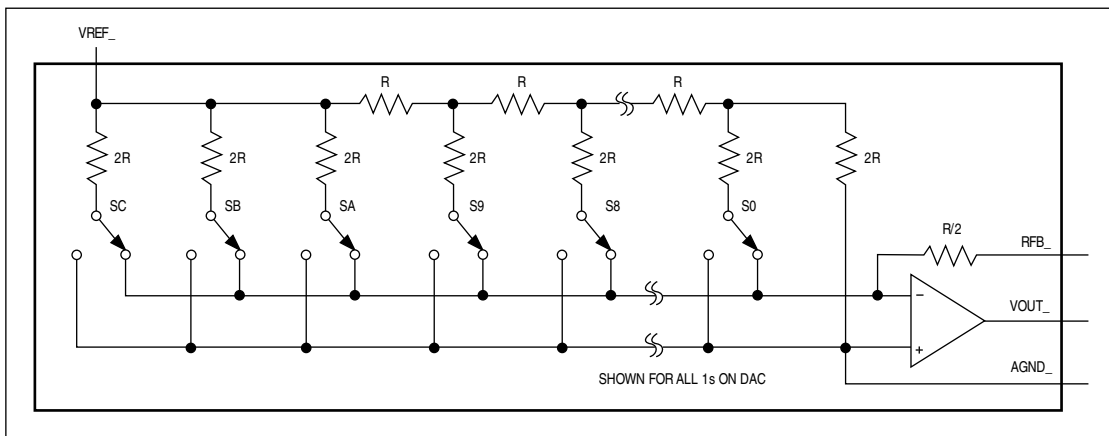 VREF_
R R R
2R 2R 2R 2R 2R 2R 2R
SC SB SA S9 S8 S0
R/2
RFB_
−
VOUT_
+
AGND_
SHOWN FOR ALL 1s ON DAC